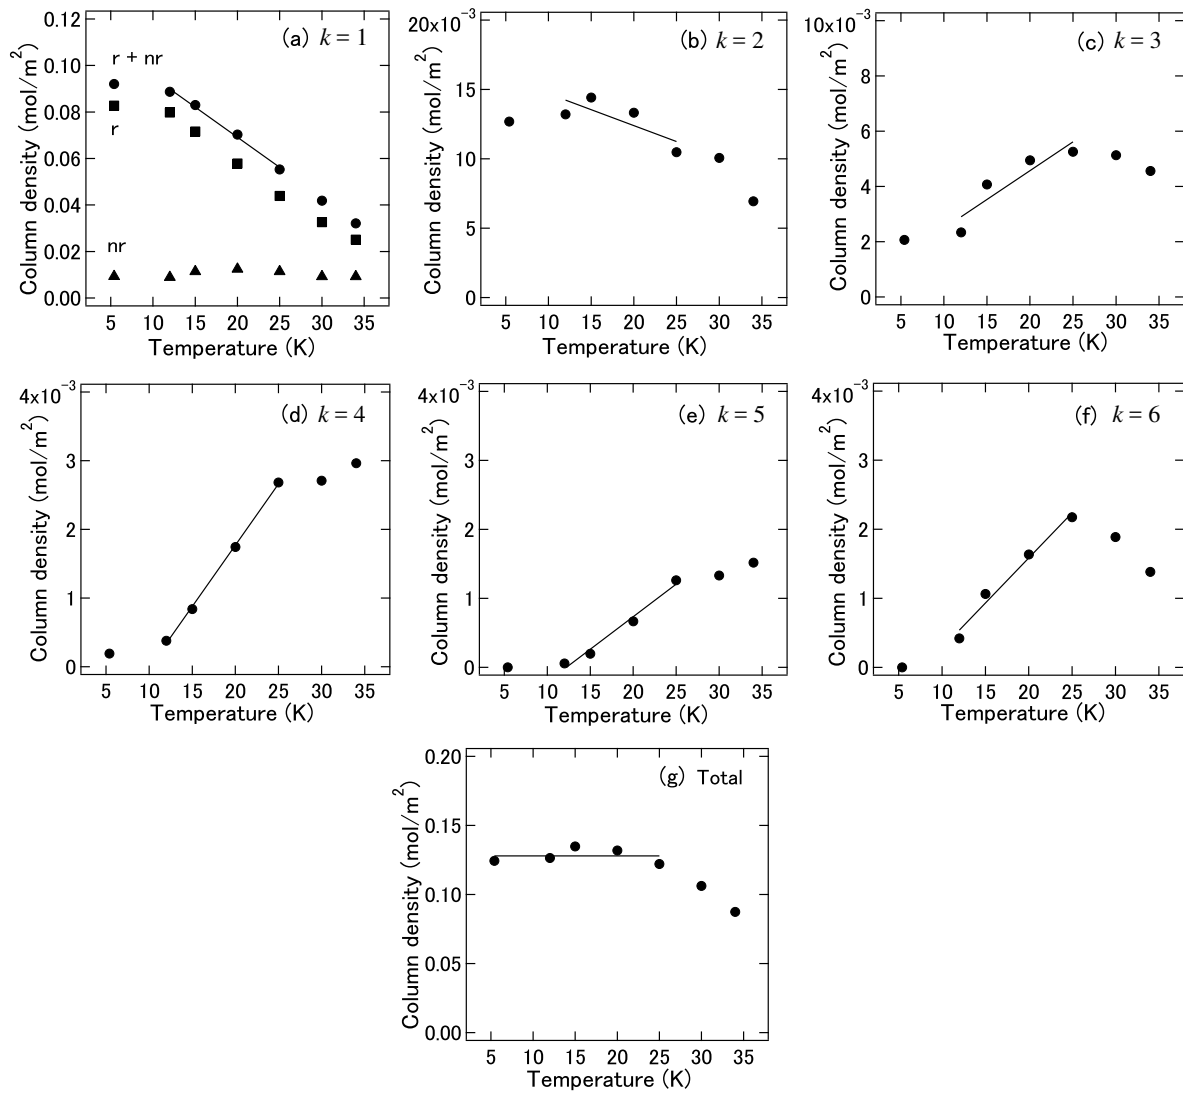 (a) k = 1
Column density (mol/m²)
0.12
0.10
0.08
0.06
0.04
0.02
0.00
r + nr
r
nr
5 10 15 20 25 30 35
Temperature (K)
(b) k = 2
Column density (mol/m²)
20x10⁻³
15
10
5
0
5 10 15 20 25 30 35
Temperature (K)
(c) k = 3
Column density (mol/m²)
10x10⁻³
8
6
4
2
0
5 10 15 20 25 30 35
Temperature (K)
(d) k = 4
Column density (mol/m²)
4x10⁻³
3
2
1
0
5 10 15 20 25 30 35
Temperature (K)
(e) k = 5
Column density (mol/m²)
4x10⁻³
3
2
1
0
5 10 15 20 25 30 35
Temperature (K)
(f) k = 6
Column density (mol/m²)
4x10⁻³
3
2
1
0
5 10 15 20 25 30 35
Temperature (K)
(g) Total
Column density (mol/m²)
0.20
0.15
0.10
0.05
0.00
5 10 15 20 25 30 35
Temperature (K)